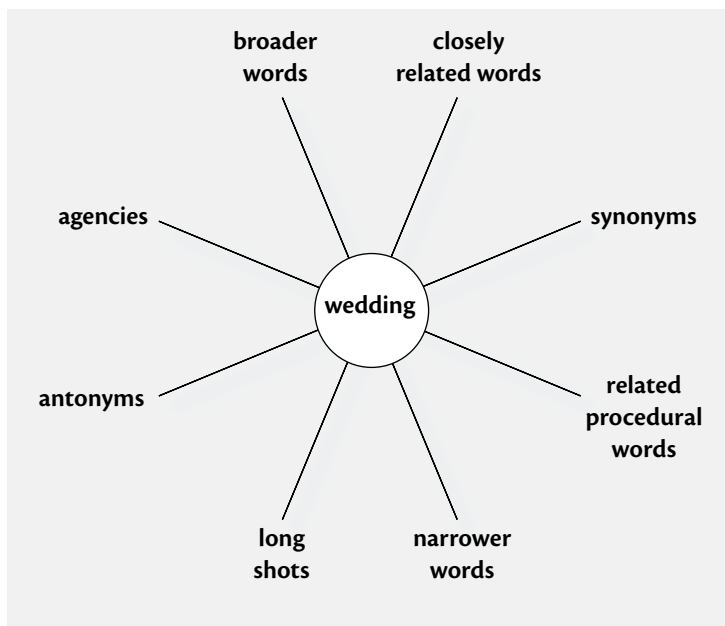 broader
words
closely
related words
agencies
synonyms
wedding
antonyms
related
procedural
words
long
shots
narrower
words